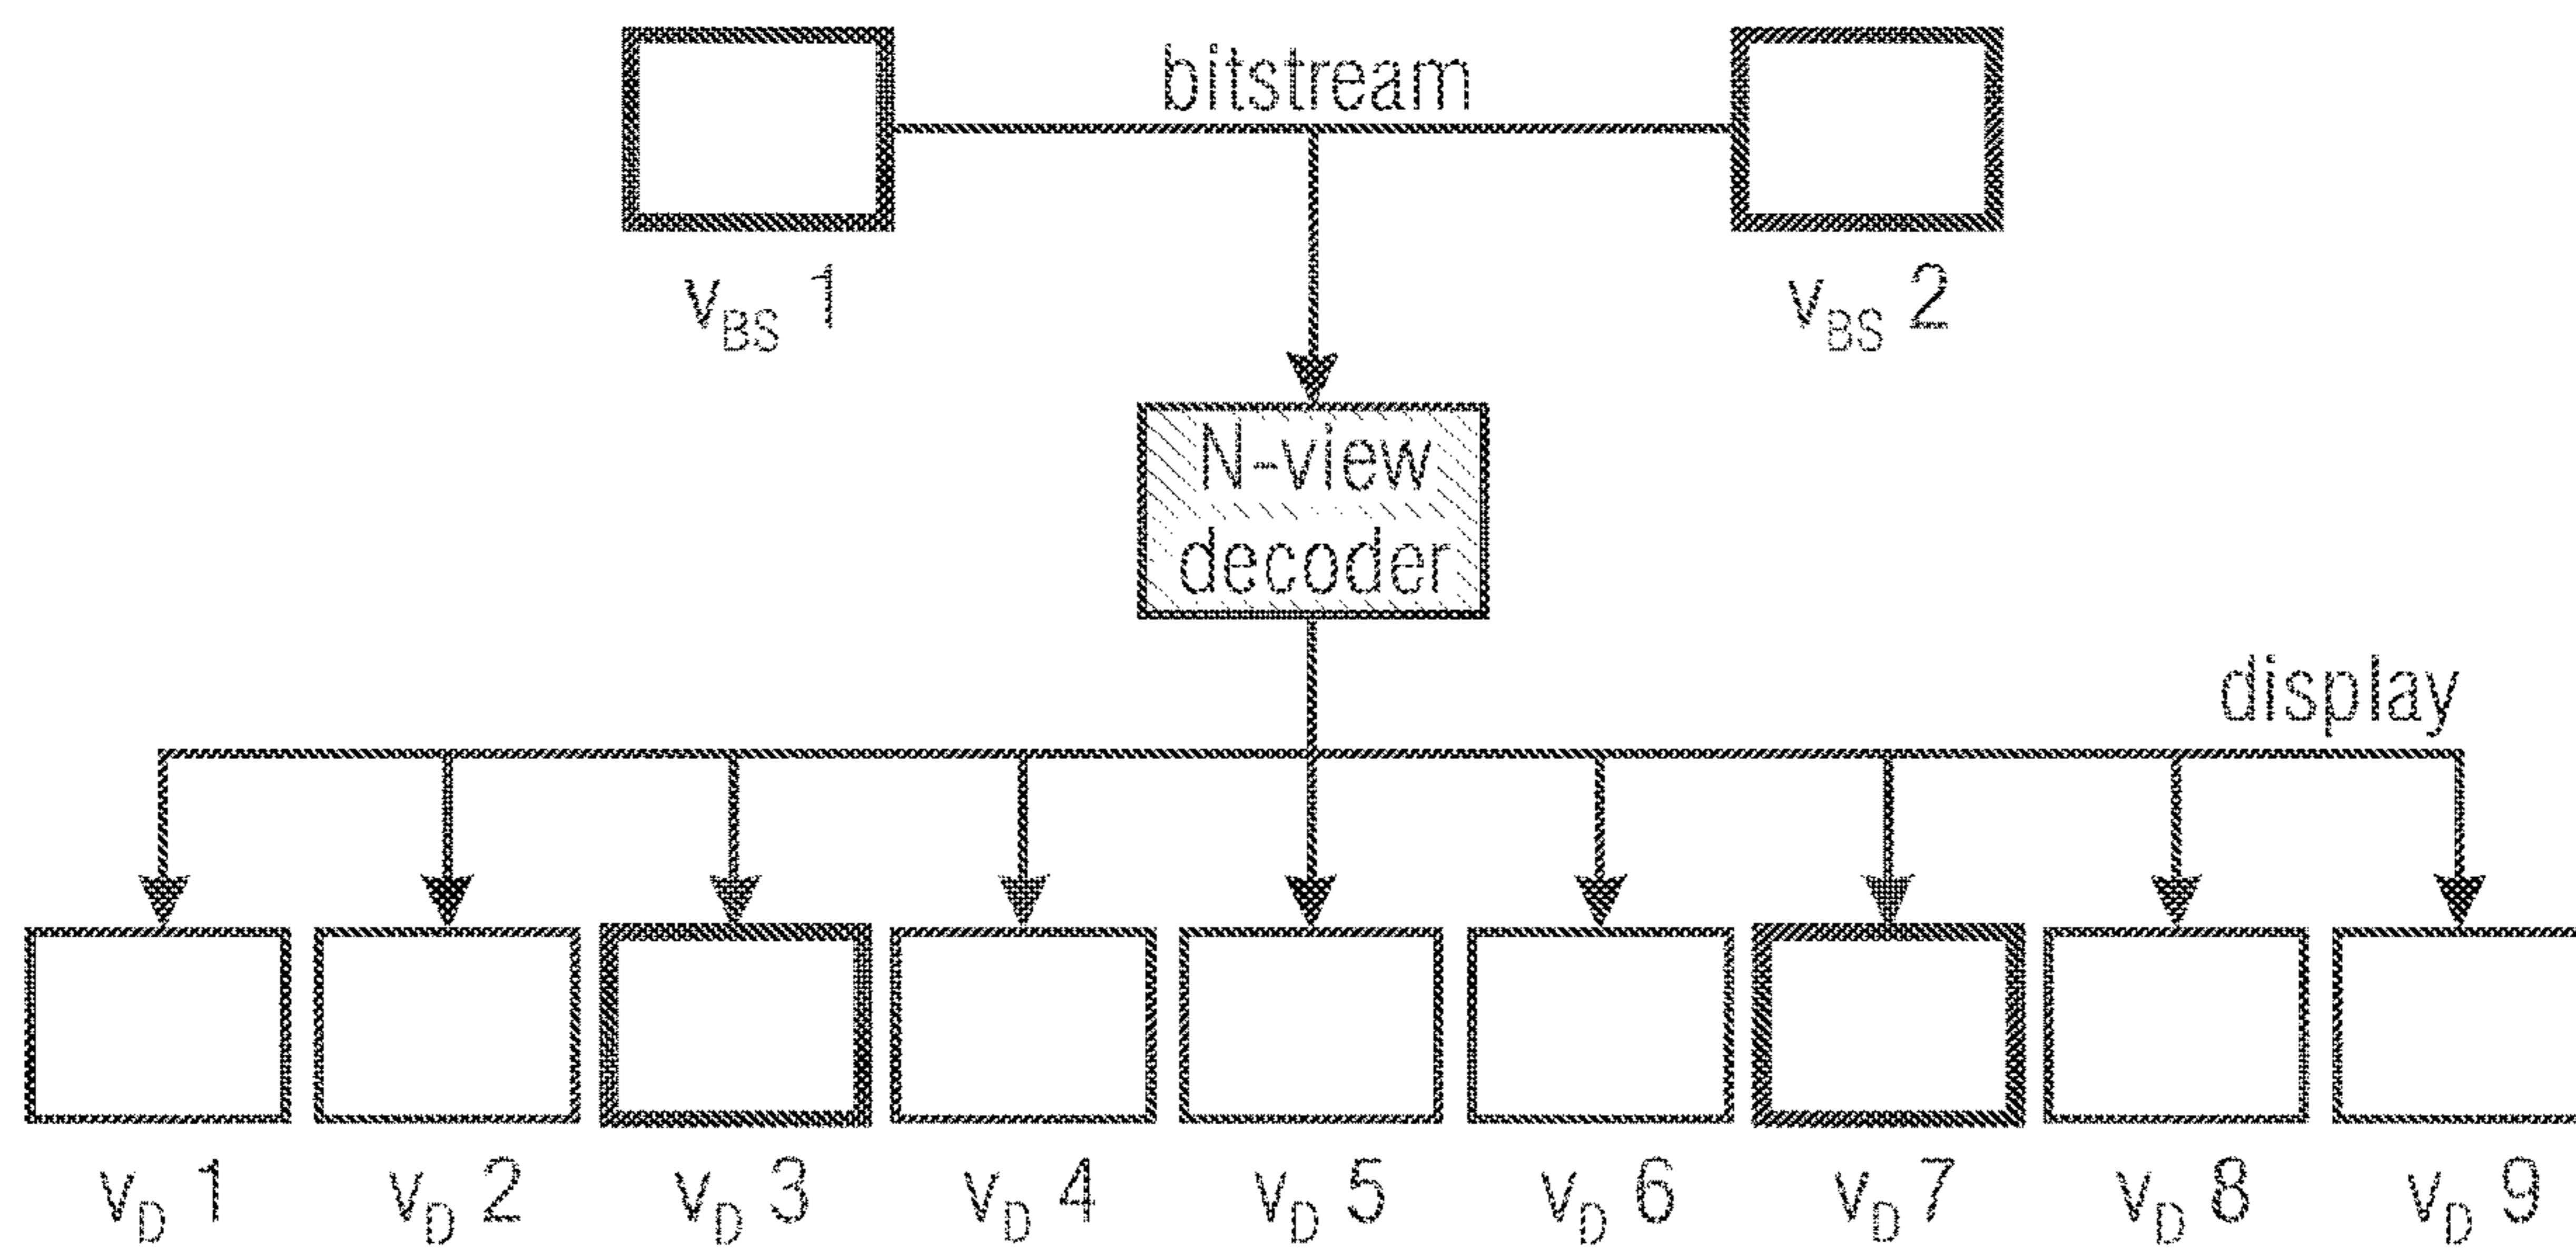 bitstream
v_BS 1
v_BS 2
N-view
decoder
display
v_D 1 v_D 2 v_D 3 v_D 4 v_D 5 v_D 6 v_D 7 v_D 8 v_D 9